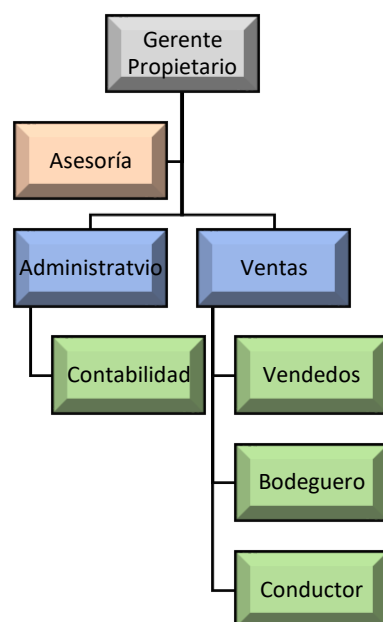 Gerente
Propietario
Asesoría
Administratvio
Ventas
Contabilidad
Vendedos
Bodeguero
Conductor